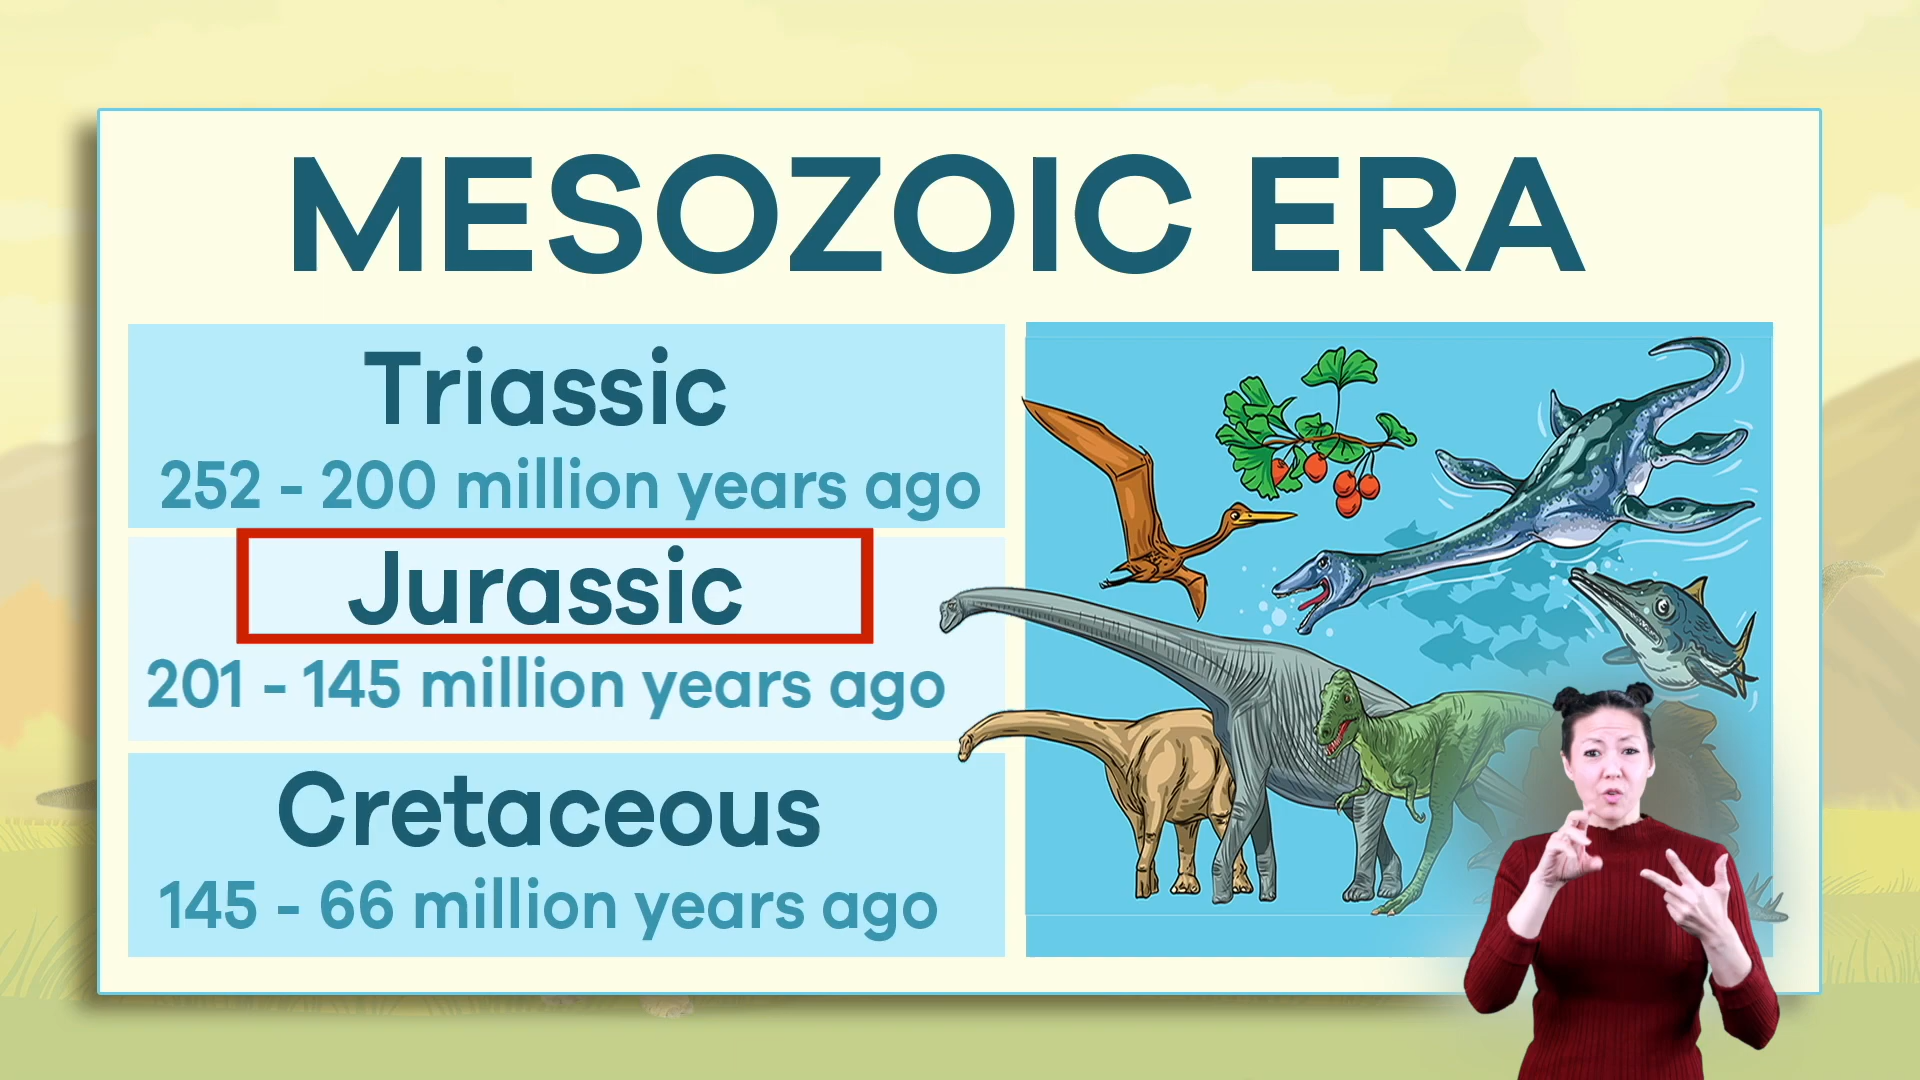 MESOZOIC ERA
Triassic
252 - 200 million years ago
Jurassic
201 - 145 million years ago
Cretaceous
145 - 66 million years ago